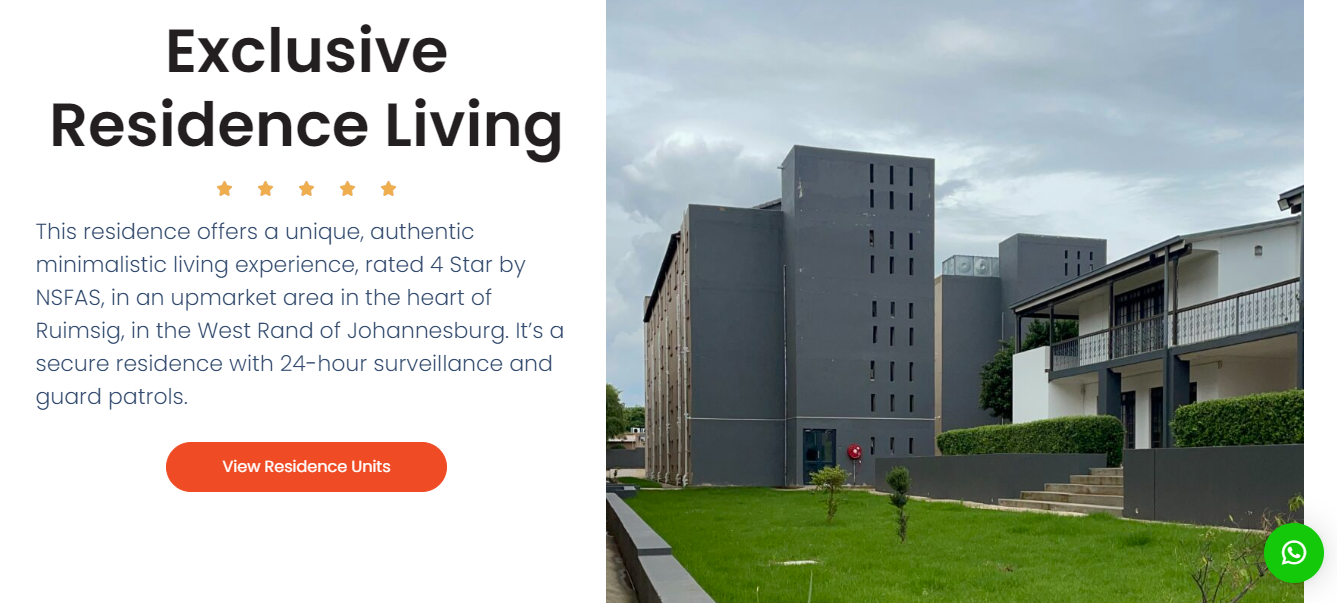 Exclusive
Residence Living
This residence offers a unique, authentic
minimalistic living experience, rated 4 Star by
NSFAS, in an upmarket area in the heart of
Ruimsig, in the West Rand of Johannesburg. It’s a
secure residence with 24-hour surveillance and
guard patrols.
View Residence Units